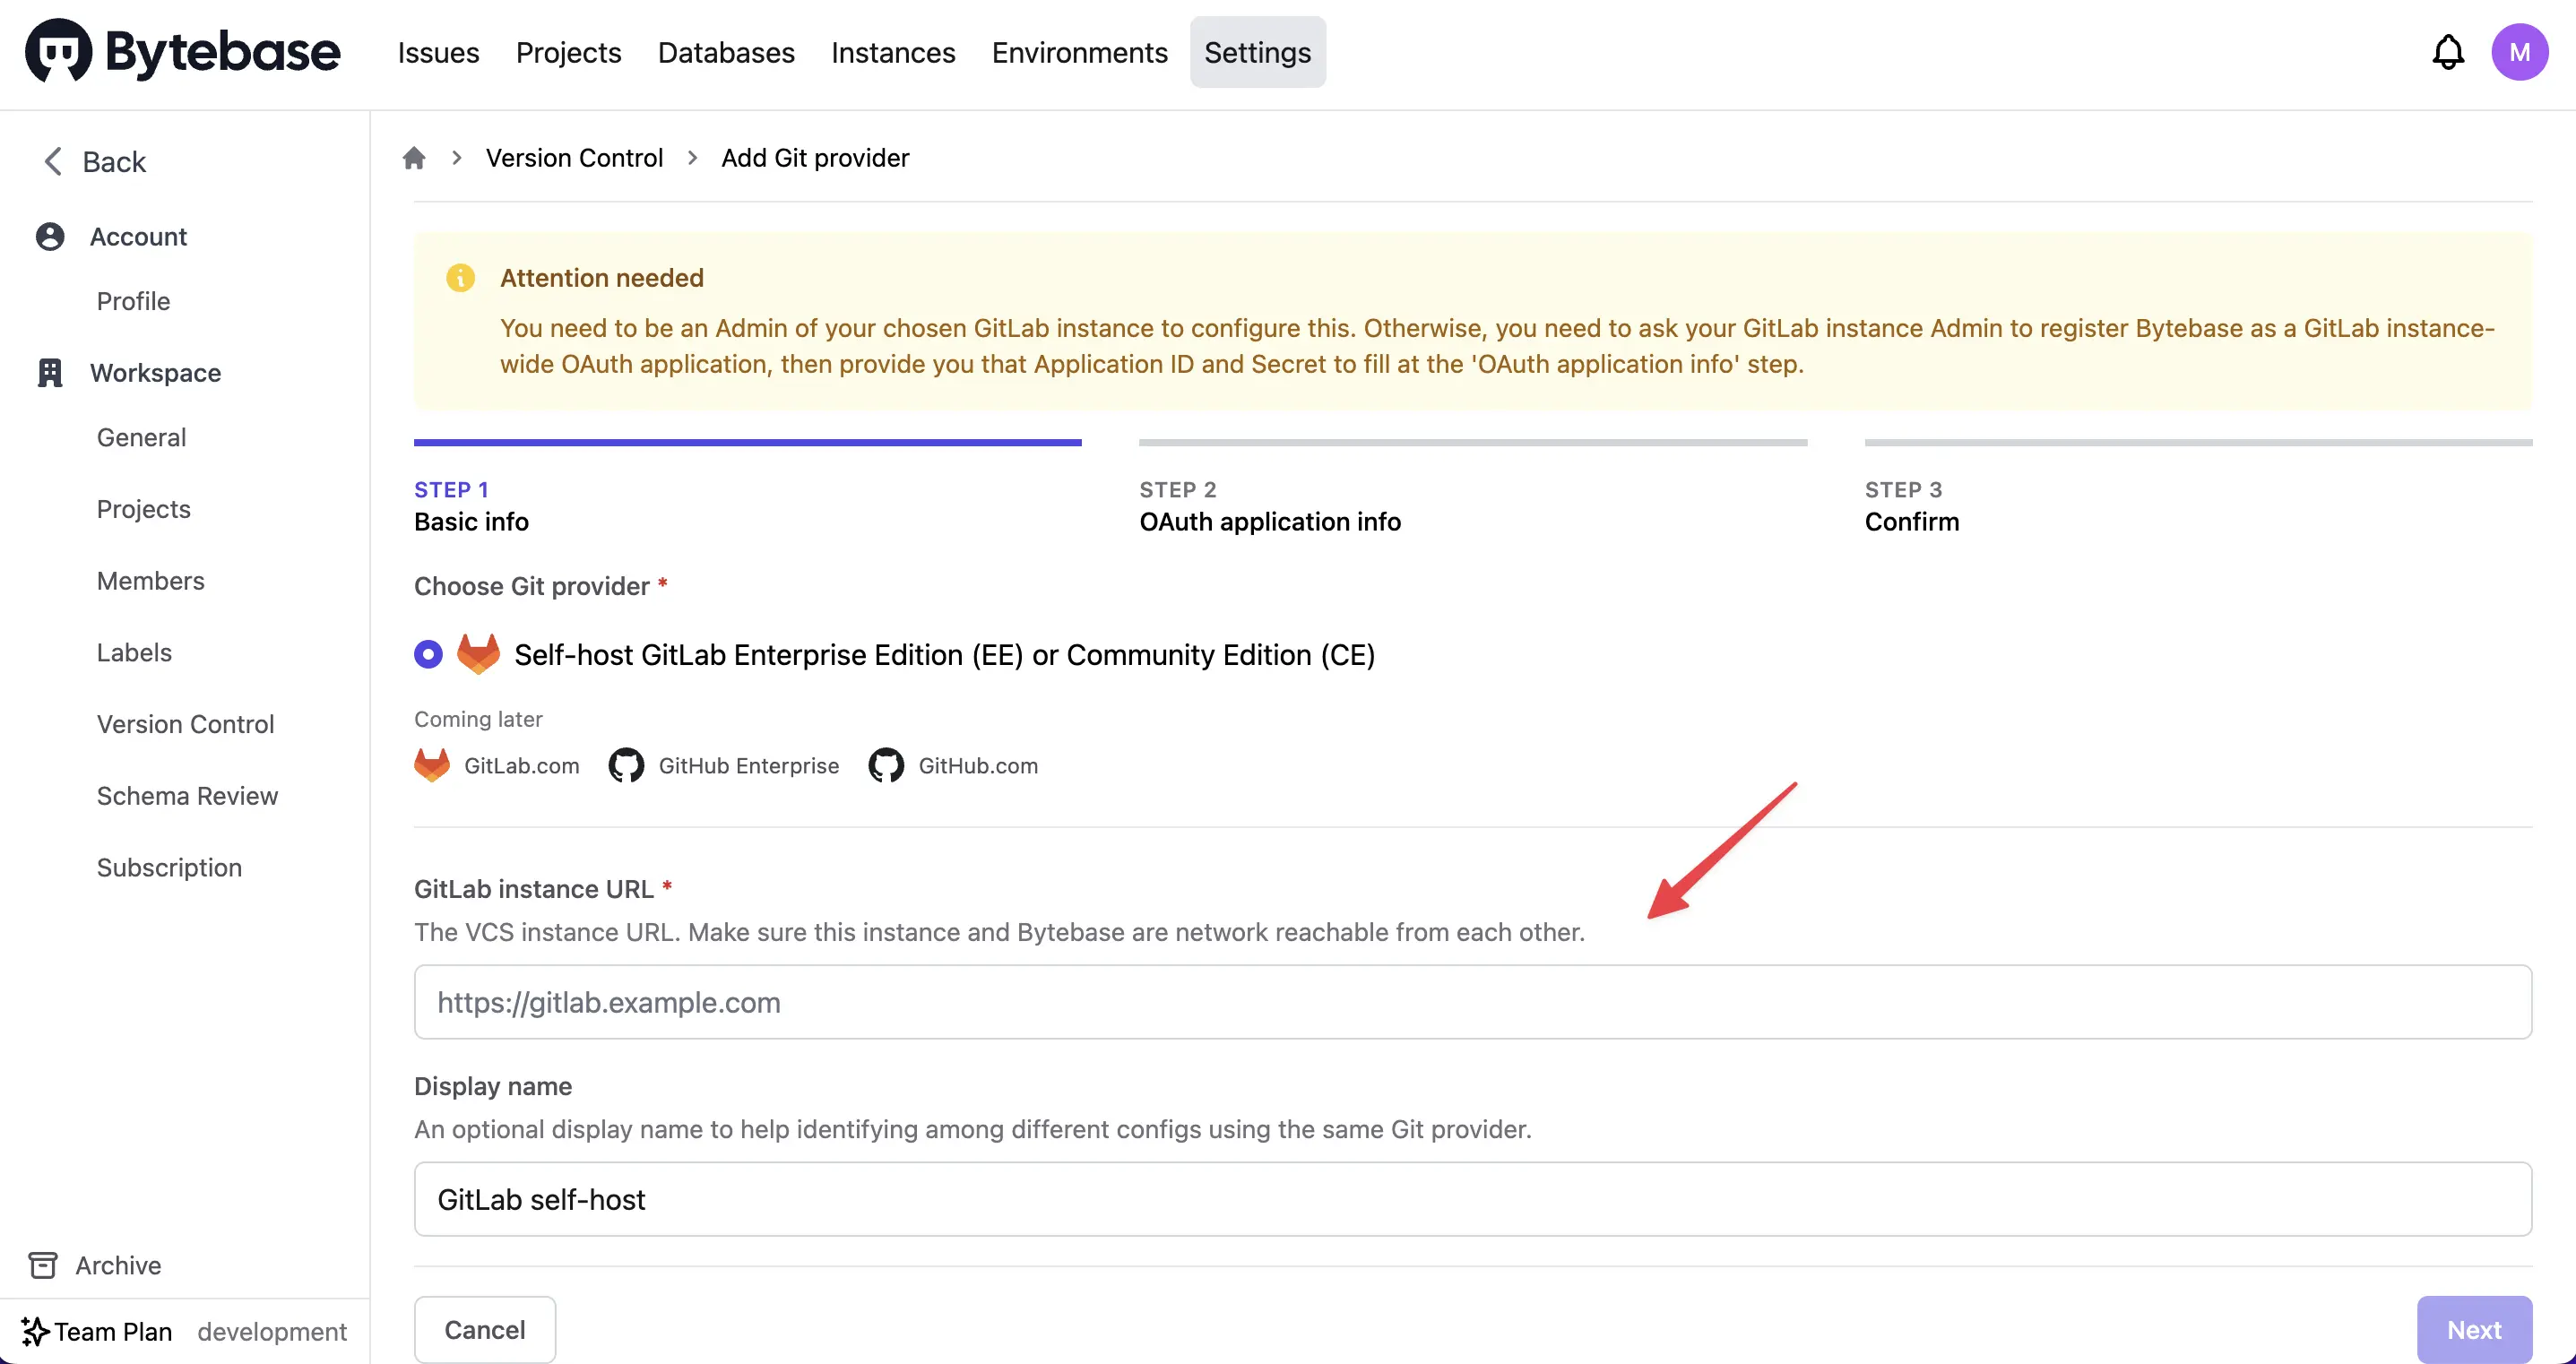 Bytebase
Issues
Projects
Databases
Instances
Environments
Settings
M
Back
Account
Profile
Workspace
General
Projects
Members
Labels
Version Control
Schema Review
Subscription
Archive
Team Plan
development
Version Control
Add Git provider
Attention needed
You need to be an Admin of your chosen GitLab instance to configure this. Otherwise, you need to ask your GitLab instance Admin to register Bytebase as a GitLab instance-
wide OAuth application, then provide you that Application ID and Secret to fill at the 'OAuth application info' step.
STEP 1
Basic info
STEP 2
OAuth application info
STEP 3
Confirm
Choose Git provider *
Self-host GitLab Enterprise Edition (EE) or Community Edition (CE)
Coming later
GitLab.com
GitHub Enterprise
GitHub.com
GitLab instance URL *
The VCS instance URL. Make sure this instance and Bytebase are network reachable from each other.
https://gitlab.example.com
Display name
An optional display name to help identifying among different configs using the same Git provider.
GitLab self-host
Cancel
Next